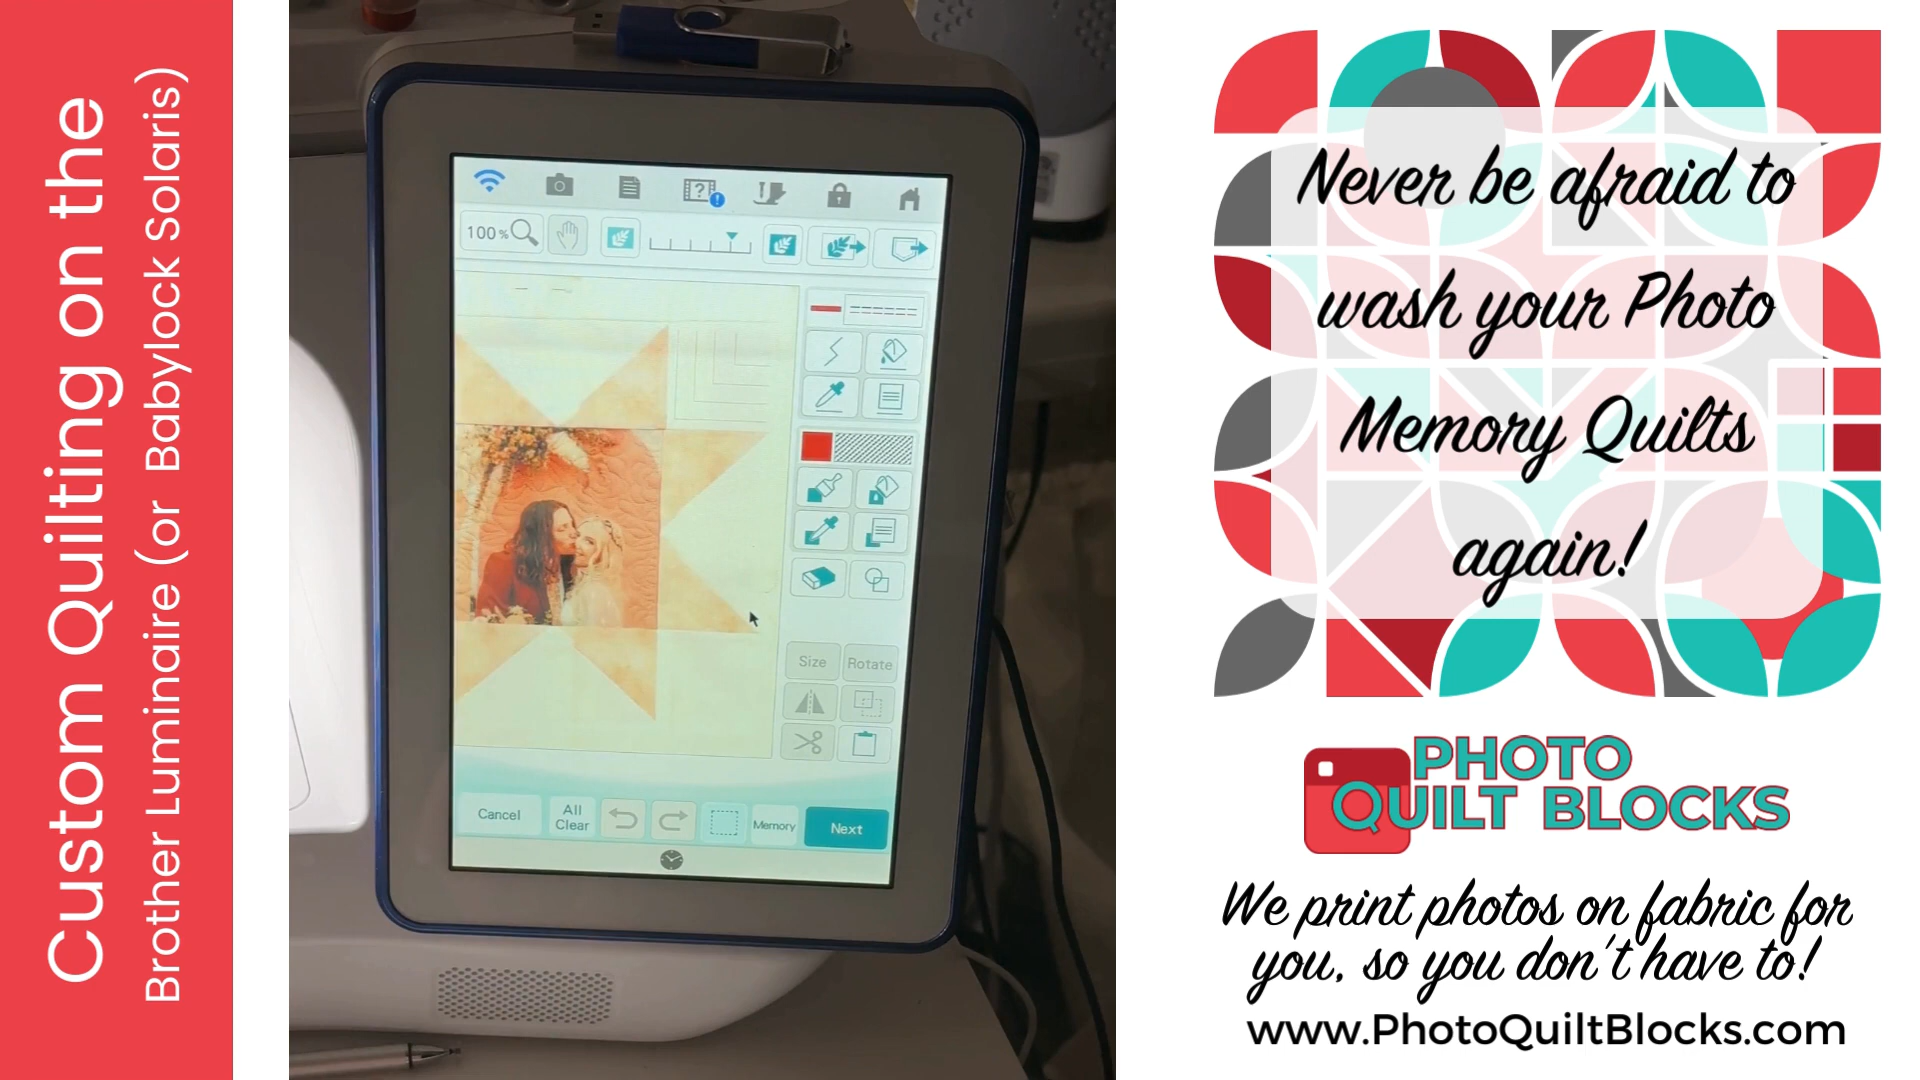 Custom Quilting on the
Brother Luminaire (or Babylock Solaris)
100%
Size
Rotate
Cancel
All
Clear
Memory
Next
Never be afraid to
wash your Photo
Memory Quilts
again!
PHOTO
QUILT BLOCKS
We print photos on fabric for
you, so you don't have to!
www.PhotoQuiltBlocks.com